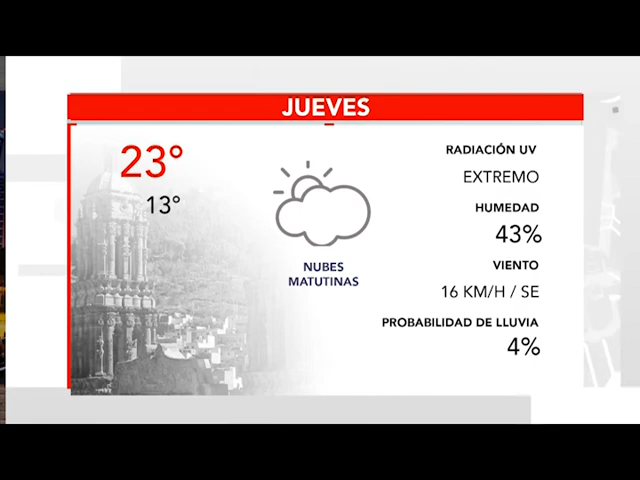 JUEVES
23°
13°
NUBES
MATUTINAS
RADIACIÓN UV
EXTREMO
HUMEDAD
43%
VIENTO
16 KM/H / SE
PROBABILIDAD DE LLUVIA
4%